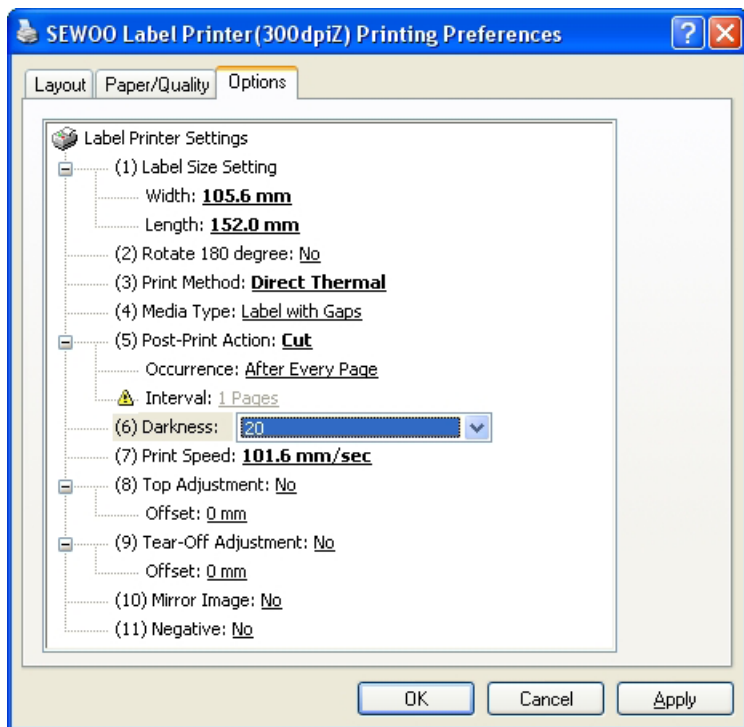 SEWOO Label Printer(300dpiZ) Printing Preferences
Layout Paper/Quality Options
Label Printer Settings
(1) Label Size Setting
Width: 105.6 mm
Length: 152.0 mm
(2) Rotate 180 degree: No
(3) Print Method: Direct Thermal
(4) Media Type: Label with Gaps
(5) Post-Print Action: Cut
Occurrence: After Every Page
Interval: 1 Pages
(6) Darkness: 20
(7) Print Speed: 101.6 mm/sec
(8) Top Adjustment: No
Offset: 0 mm
(9) Tear-Off Adjustment: No
Offset: 0 mm
(10) Mirror Image: No
(11) Negative: No
OK Cancel Apply